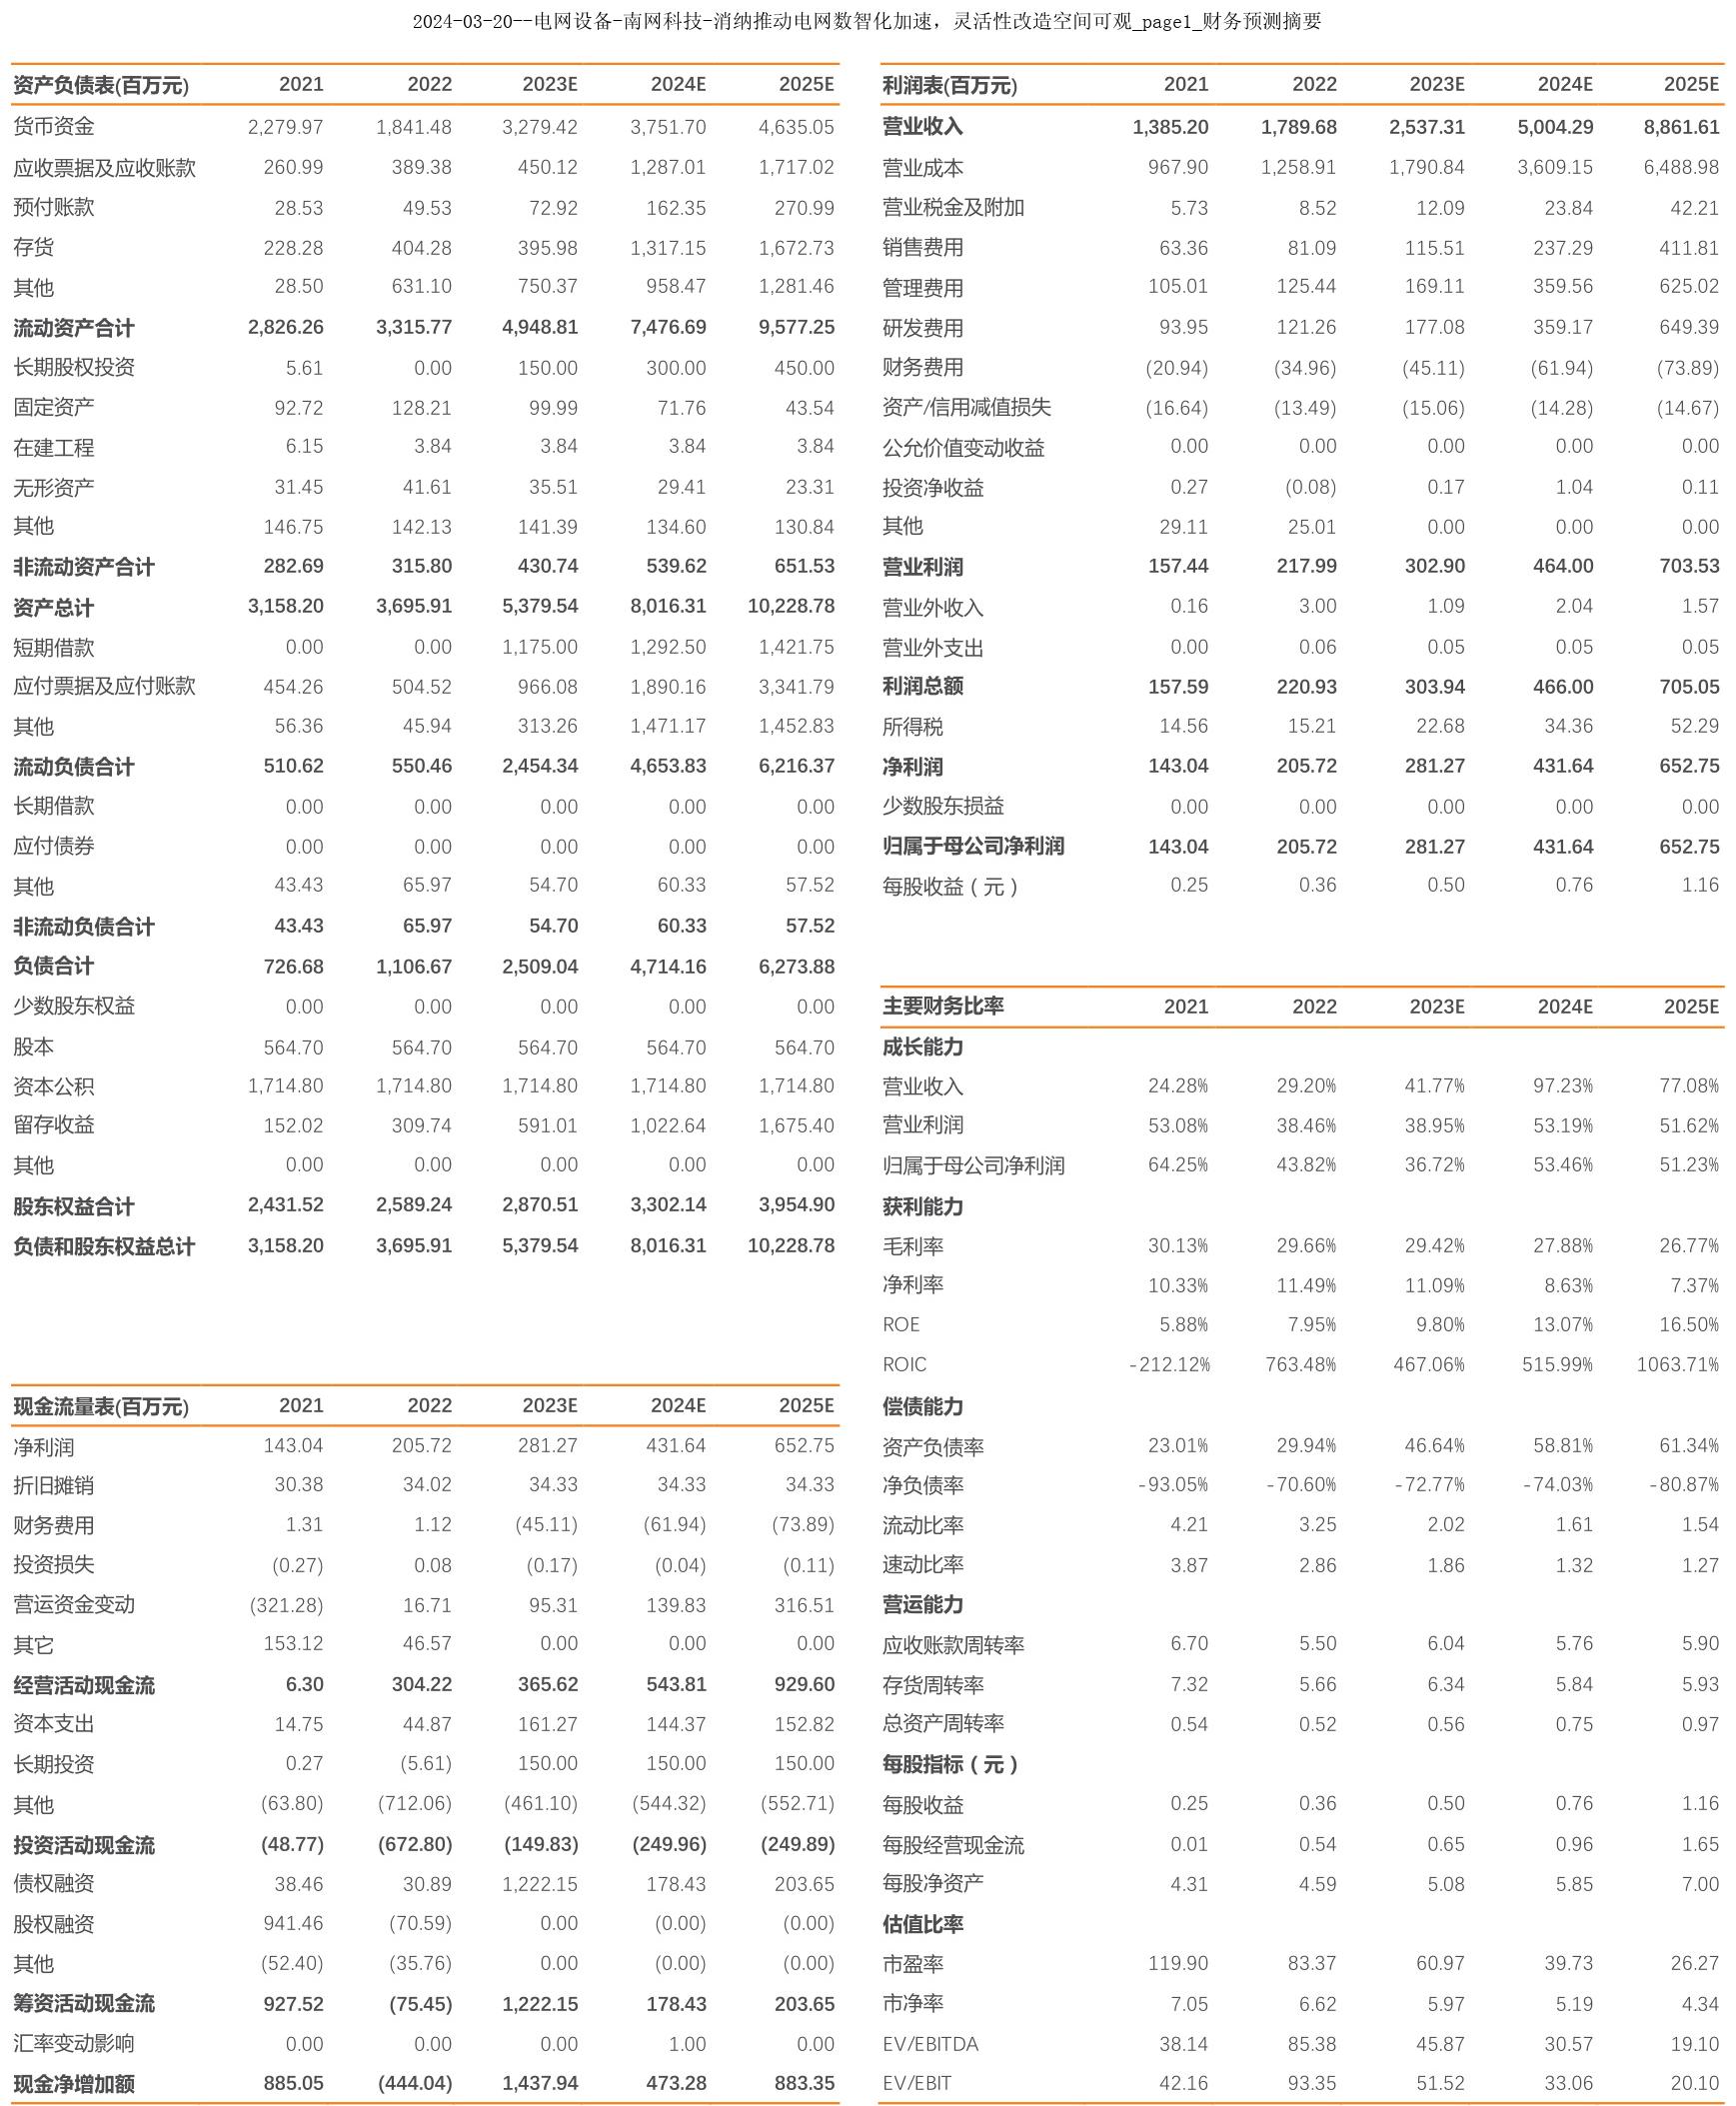 2024-03-20--电网设备-南网科技-消纳推动电网数智化加速，灵活性改造空间可观_page1_财务预测摘要
资产负债表(百万元) 2021 2022 2023E 2024E 2025E
货币资金 2,279.97 1,841.48 3,279.42 3,751.70 4,635.05
应收票据及应收账款 260.99 389.38 450.12 1,287.01 1,717.02
预付账款 28.53 49.53 72.92 162.35 270.99
存货 228.28 404.28 395.98 1,317.15 1,672.73
其他 28.50 631.10 750.37 958.47 1,281.46
流动资产合计 2,826.26 3,315.77 4,948.81 7,476.69 9,577.25
长期股权投资 5.61 0.00 150.00 300.00 450.00
固定资产 92.72 128.21 99.99 71.76 43.54
在建工程 6.15 3.84 3.84 3.84 3.84
无形资产 31.45 41.61 35.51 29.41 23.31
其他 146.75 142.13 141.39 134.60 130.84
非流动资产合计 282.69 315.80 430.74 539.62 651.53
资产总计 3,158.20 3,695.91 5,379.54 8,016.31 10,228.78
短期借款 0.00 0.00 1,175.00 1,292.50 1,421.75
应付票据及应付账款 454.26 504.52 966.08 1,890.16 3,341.79
其他 56.36 45.94 313.26 1,471.17 1,452.83
流动负债合计 510.62 550.46 2,454.34 4,653.83 6,216.37
长期借款 0.00 0.00 0.00 0.00 0.00
应付债券 0.00 0.00 0.00 0.00 0.00
其他 43.43 65.97 54.70 60.33 57.52
非流动负债合计 43.43 65.97 54.70 60.33 57.52
负债合计 726.68 1,106.67 2,509.04 4,714.16 6,273.88
少数股东权益 0.00 0.00 0.00 0.00 0.00
股本 564.70 564.70 564.70 564.70 564.70
资本公积 1,714.80 1,714.80 1,714.80 1,714.80 1,714.80
留存收益 152.02 309.74 591.01 1,022.64 1,675.40
其他 0.00 0.00 0.00 0.00 0.00
股东权益合计 2,431.52 2,589.24 2,870.51 3,302.14 3,954.90
负债和股东权益总计 3,158.20 3,695.91 5,379.54 8,016.31 10,228.78
现金流量表(百万元) 2021 2022 2023E 2024E 2025E
净利润 143.04 205.72 281.27 431.64 652.75
折旧摊销 30.38 34.02 34.33 34.33 34.33
财务费用 1.31 1.12 (45.11) (61.94) (73.89)
投资损失 (0.27) 0.08 (0.17) (0.04) (0.11)
营运资金变动 (321.28) 16.71 95.31 139.83 316.51
其它 153.12 46.57 0.00 0.00 0.00
经营活动现金流 6.30 304.22 365.62 543.81 929.60
资本支出 14.75 44.87 161.27 144.37 152.82
长期投资 0.27 (5.61) 150.00 150.00 150.00
其他 (63.80) (712.06) (461.10) (544.32) (552.71)
投资活动现金流 (48.77) (672.80) (149.83) (249.96) (249.89)
债权融资 38.46 30.89 1,222.15 178.43 203.65
股权融资 941.46 (70.59) 0.00 (0.00) (0.00)
其他 (52.40) (35.76) 0.00 (0.00) (0.00)
筹资活动现金流 927.52 (75.45) 1,222.15 178.43 203.65
汇率变动影响 0.00 0.00 0.00 1.00 0.00
现金净增加额 885.05 (444.04) 1,437.94 473.28 883.35
利润表(百万元) 2021 2022 2023E 2024E 2025E
营业收入 1,385.20 1,789.68 2,537.31 5,004.29 8,861.61
营业成本 967.90 1,258.91 1,790.84 3,609.15 6,488.98
营业税金及附加 5.73 8.52 12.09 23.84 42.21
销售费用 63.36 81.09 115.51 237.29 411.81
管理费用 105.01 125.44 169.11 359.56 625.02
研发费用 93.95 121.26 177.08 359.17 649.39
财务费用 (20.94) (34.96) (45.11) (61.94) (73.89)
资产/信用减值损失 (16.64) (13.49) (15.06) (14.28) (14.67)
公允价值变动收益 0.00 0.00 0.00 0.00 0.00
投资净收益 0.27 (0.08) 0.17 1.04 0.11
其他 29.11 25.01 0.00 0.00 0.00
营业利润 157.44 217.99 302.90 464.00 703.53
营业外收入 0.16 3.00 1.09 2.04 1.57
营业外支出 0.00 0.06 0.05 0.05 0.05
利润总额 157.59 220.93 303.94 466.00 705.05
所得税 14.56 15.21 22.68 34.36 52.29
净利润 143.04 205.72 281.27 431.64 652.75
少数股东损益 0.00 0.00 0.00 0.00 0.00
归属于母公司净利润 143.04 205.72 281.27 431.64 652.75
每股收益（元） 0.25 0.36 0.50 0.76 1.16
主要财务比率 2021 2022 2023E 2024E 2025E
成长能力
营业收入 24.28% 29.20% 41.77% 97.23% 77.08%
营业利润 53.08% 38.46% 38.95% 53.19% 51.62%
归属于母公司净利润 64.25% 43.82% 36.72% 53.46% 51.23%
获利能力
毛利率 30.13% 29.66% 29.42% 27.88% 26.77%
净利率 10.33% 11.49% 11.09% 8.63% 7.37%
ROE 5.88% 7.95% 9.80% 13.07% 16.50%
ROIC -212.12% 763.48% 467.06% 515.99% 1063.71%
偿债能力
资产负债率 23.01% 29.94% 46.64% 58.81% 61.34%
净负债率 -93.05% -70.60% -72.77% -74.03% -80.87%
流动比率 4.21 3.25 2.02 1.61 1.54
速动比率 3.87 2.86 1.86 1.32 1.27
营运能力
应收账款周转率 6.70 5.50 6.04 5.76 5.90
存货周转率 7.32 5.66 6.34 5.84 5.93
总资产周转率 0.54 0.52 0.56 0.75 0.97
每股指标（元）
每股收益 0.25 0.36 0.50 0.76 1.16
每股经营现金流 0.01 0.54 0.65 0.96 1.65
每股净资产 4.31 4.59 5.08 5.85 7.00
估值比率
市盈率 119.90 83.37 60.97 39.73 26.27
市净率 7.05 6.62 5.97 5.19 4.34
EV/EBITDA 38.14 85.38 45.87 30.57 19.10
EV/EBIT 42.16 93.35 51.52 33.06 20.10